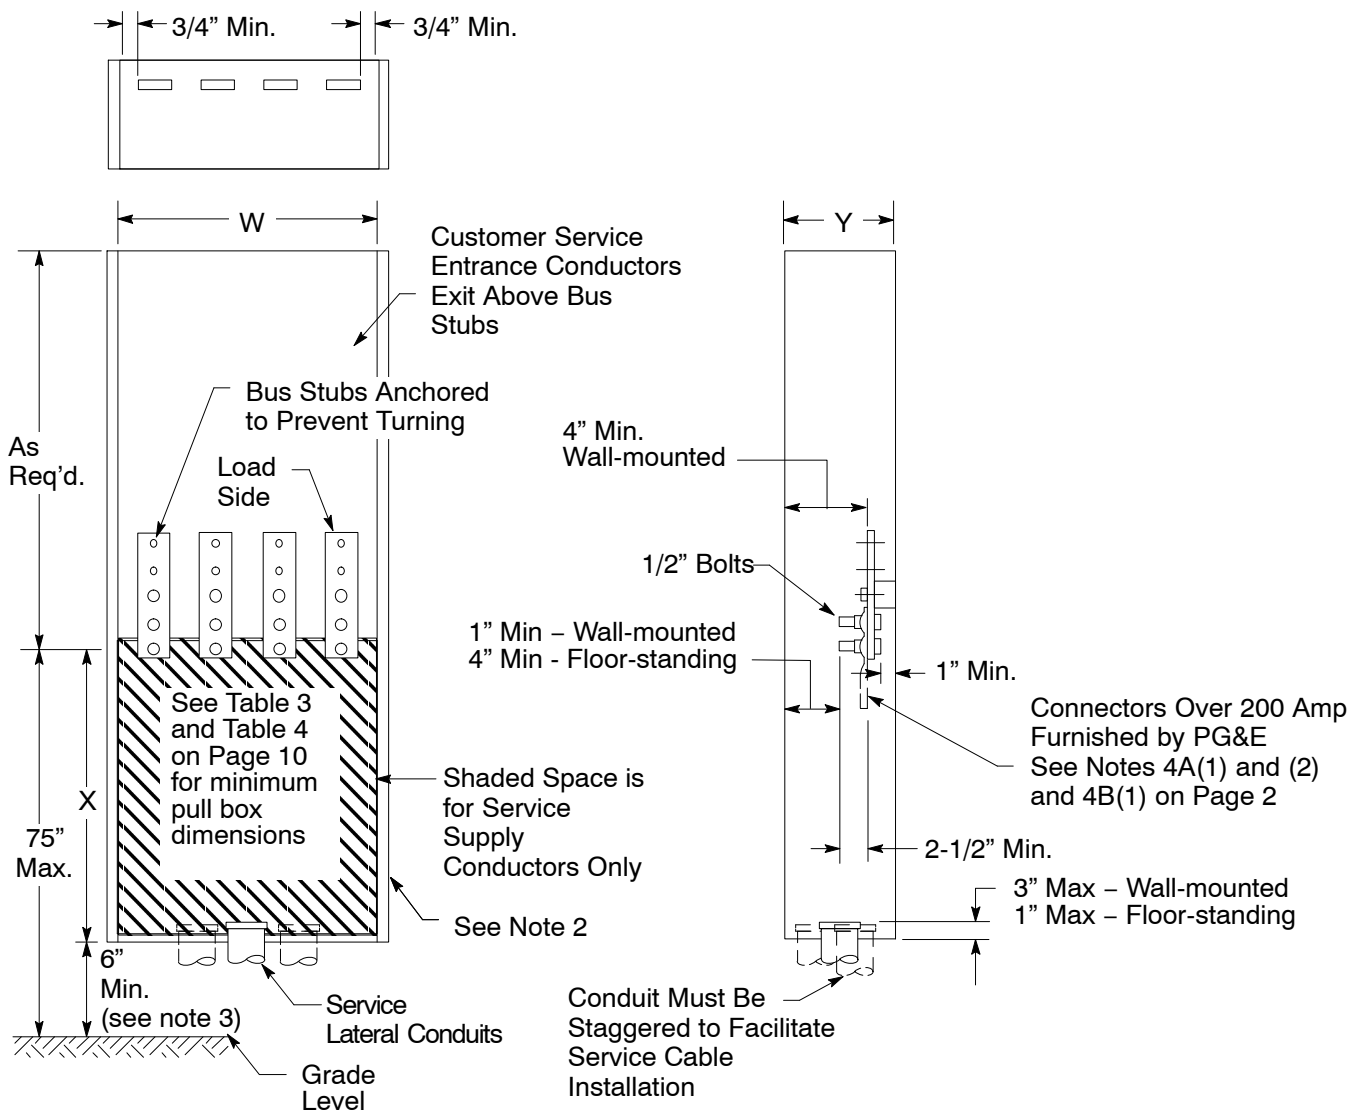 3/4” Min.
3/4” Min.
W
Y
Customer Service
Entrance Conductors
Exit Above Bus
Stubs
Bus Stubs Anchored
to Prevent Turning
As
Req’d.
Load
Side
4” Min.
Wall-mounted
1/2” Bolts
1” Min – Wall-mounted
4” Min - Floor-standing
1” Min.
See Table 3
and Table 4
on Page 10
for minimum
pull box
dimensions
X
75”
Max.
Shaded Space is
for Service
Supply
Conductors Only
Connectors Over 200 Amp
Furnished by PG&E
See Notes 4A(1) and (2)
and 4B(1) on Page 2
2-1/2” Min.
3” Max – Wall-mounted
1” Max – Floor-standing
See Note 2
6”
Min.
(see note 3)
Service
Lateral Conduits
Grade
Level
Conduit Must Be
Staggered to Facilitate
Service Cable
Installation